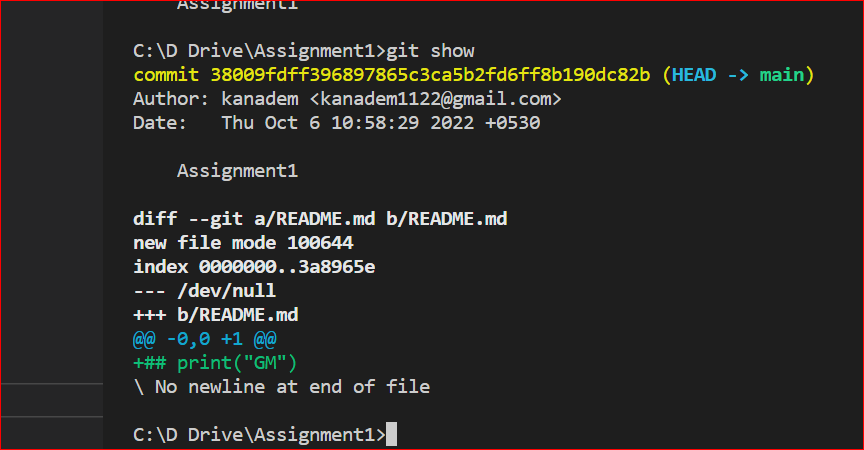 Assignment1
C:\D Drive\Assignment1>git show
commit 38009fdff396897865c3ca5b2fd6ff8b190dc82b (HEAD -> main)
Author: kanadem <kanadem1122@gmail.com>
Date:   Thu Oct 6 10:58:29 2022 +0530
Assignment1
diff --git a/README.md b/README.md
new file mode 100644
index 0000000..3a8965e
--- /dev/null
+++ b/README.md
@@ -0,0 +1 @@
+## print("GM")
\ No newline at end of file
C:\D Drive\Assignment1>